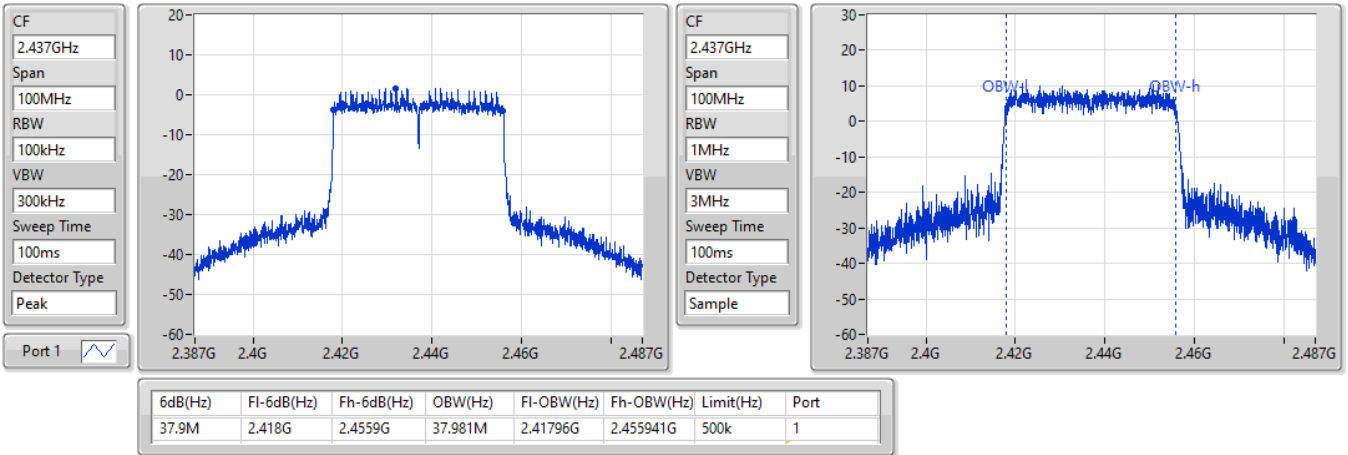 CF
2.437GHz
Span
100MHz
RBW
100kHz
VBW
300kHz
Sweep Time
100ms
Detector Type
Peak
Port 1
20
10
0
-10
-20
-30
-40
-50
-60
2.387G 2.4G 2.42G 2.44G 2.46G 2.487G
CF
2.437GHz
Span
100MHz
RBW
1MHz
VBW
3MHz
Sweep Time
100ms
Detector Type
Sample
30
20
10
0
-10
-20
-30
-40
-50
-60
OBW-l OBW-h
2.387G 2.4G 2.42G 2.44G 2.46G 2.487G
6dB(Hz) Fl-6dB(Hz) Fh-6dB(Hz) OBW(Hz) Fl-OBW(Hz) Fh-OBW(Hz) Limit(Hz) Port
37.9M 2.418G 2.4559G 37.981M 2.41796G 2.455941G 500k 1